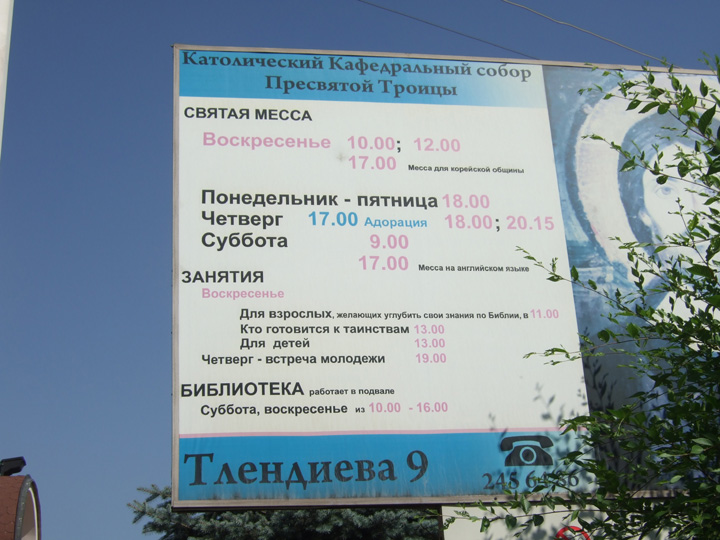 Католический Кафедральный собор
Пресвятой Троицы
СВЯТАЯ МЕССА
Воскресенье 10.00; 12.00
17.00 Месса для корейской общины
Понедельник - пятница 18.00
Четверг 17.00 Адорация 18.00; 20.15
Суббота 9.00
17.00 Месса на английском языке
ЗАНЯТИЯ
Воскресенье
Для взрослых, желающих углубить свои знания по Библии, в 11.00
Кто готовится к таинствам 13.00
Для детей 13.00
Четверг - встреча молодежи 19.00
БИБЛИОТЕКА работает в подвале
Суббота, воскресенье из 10.00 - 16.00
Тлендиева 9